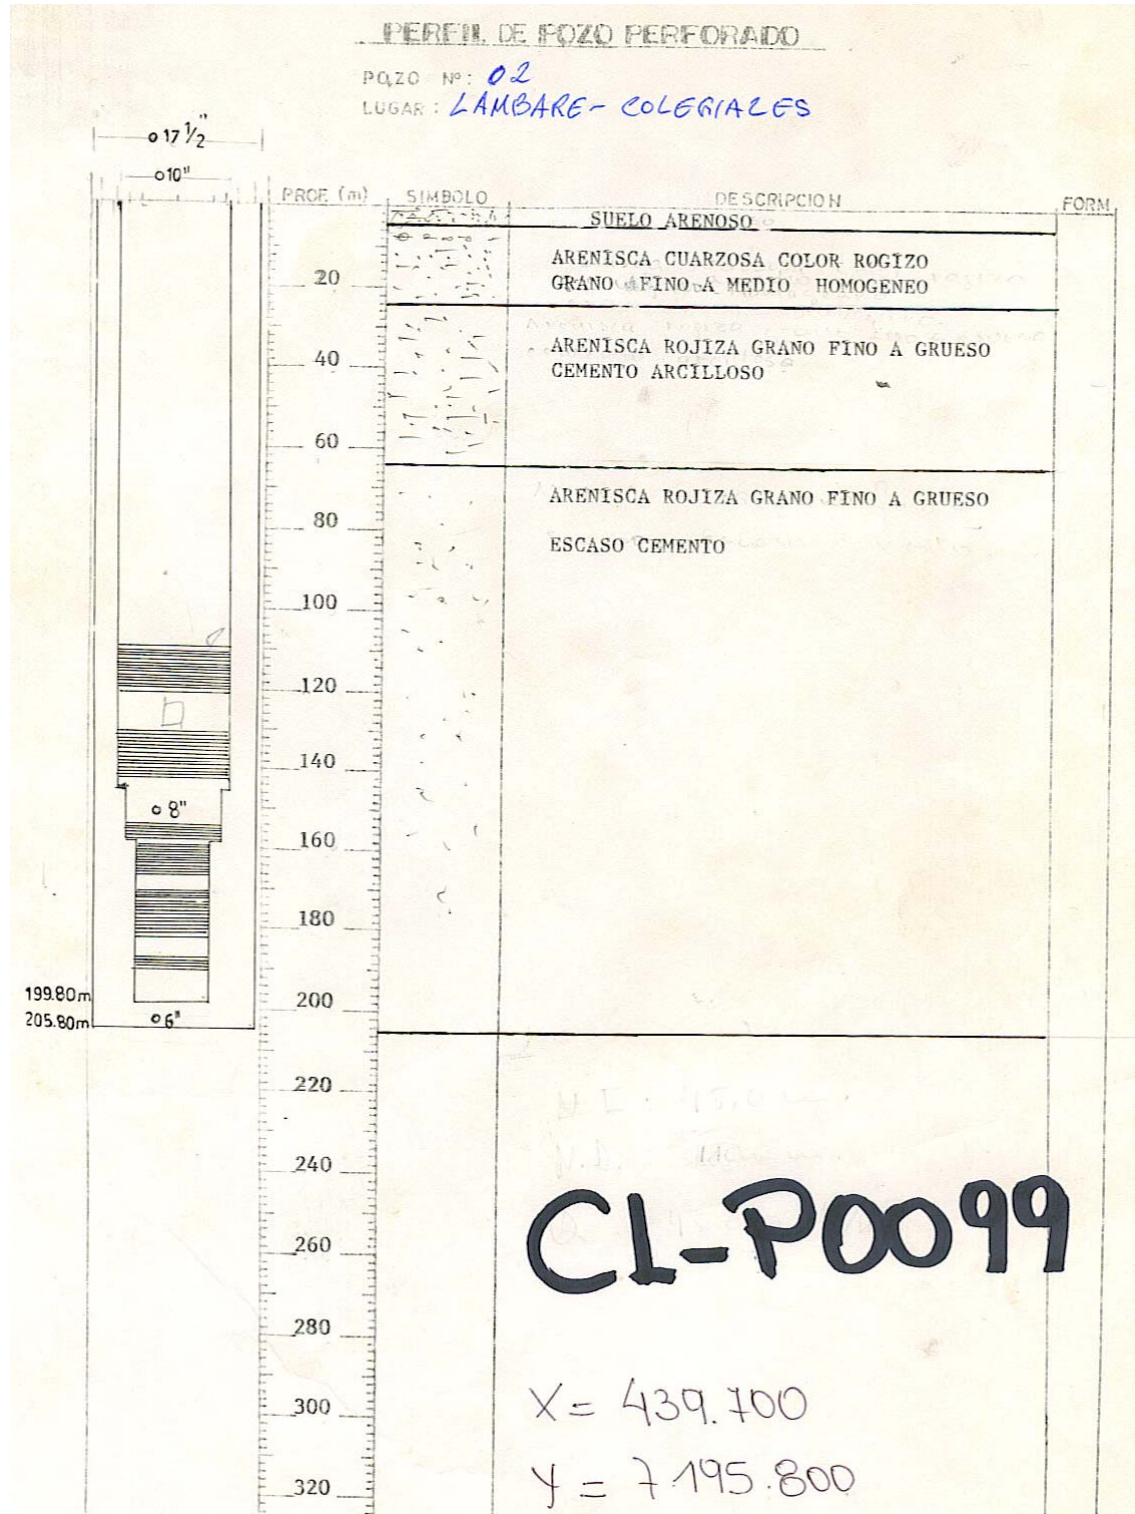 PERFIL DE POZO PERFORADO
POZO Nº: 02
LUGAR: LAMBARE - COLEGIALES
ø 17 1/2"
ø 10"
PROF. (m) SIMBOLO DESCRIPCION FORM
SUELO ARENOSO
ARENISCA CUARZOSA COLOR ROGIZO
20 GRANO FINO A MEDIO HOMOGENEO
ARENISCA ROJIZA GRANO FINO A GRUESO
40 CEMENTO ARCILLOSO
60
ARENISCA ROJIZA GRANO FINO A GRUESO
80
ESCASO CEMENTO
100
120
140
ø 8"
160
180
199.80m 200
205.80m ø 6"
220
240
CL-P0099
260
280
300 X = 439.700
320 Y = 7.195.800